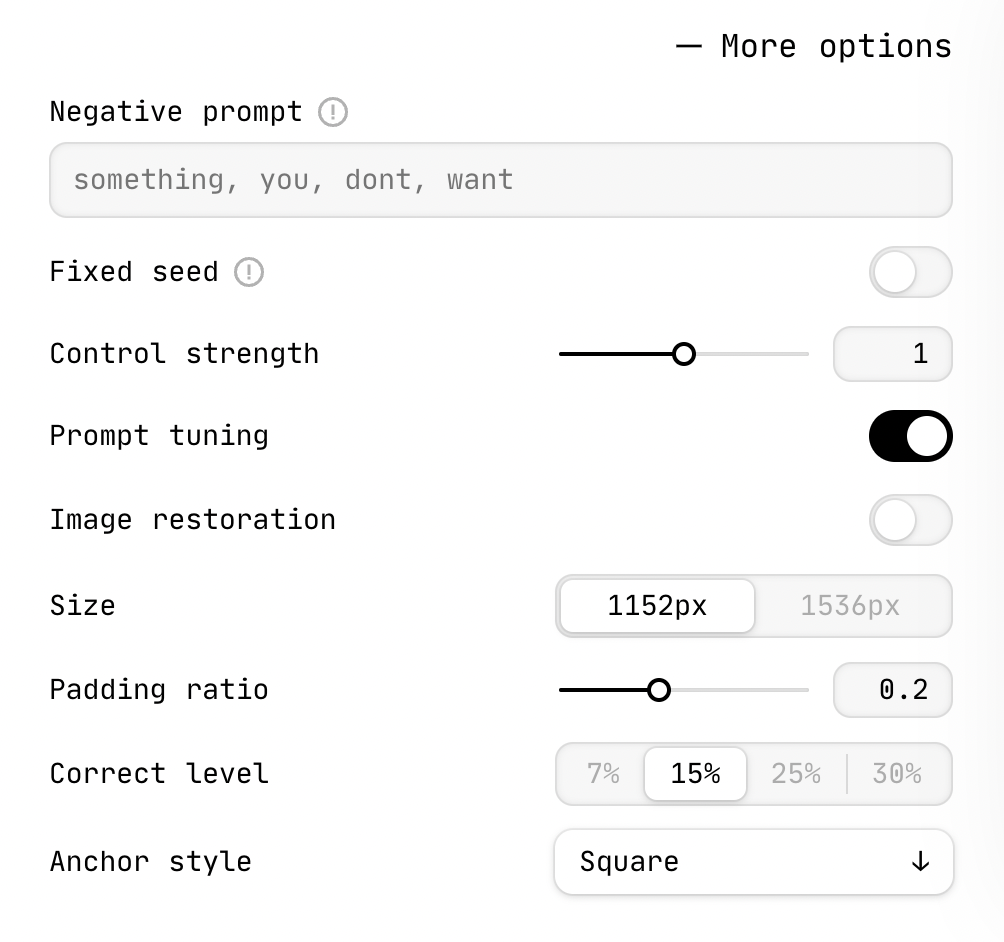 — More options
Negative prompt
something, you, dont, want
Fixed seed
Control strength 1
Prompt tuning
Image restoration
Size 1152px 1536px
Padding ratio 0.2
Correct level 7% 15% 25% 30%
Anchor style Square ↓